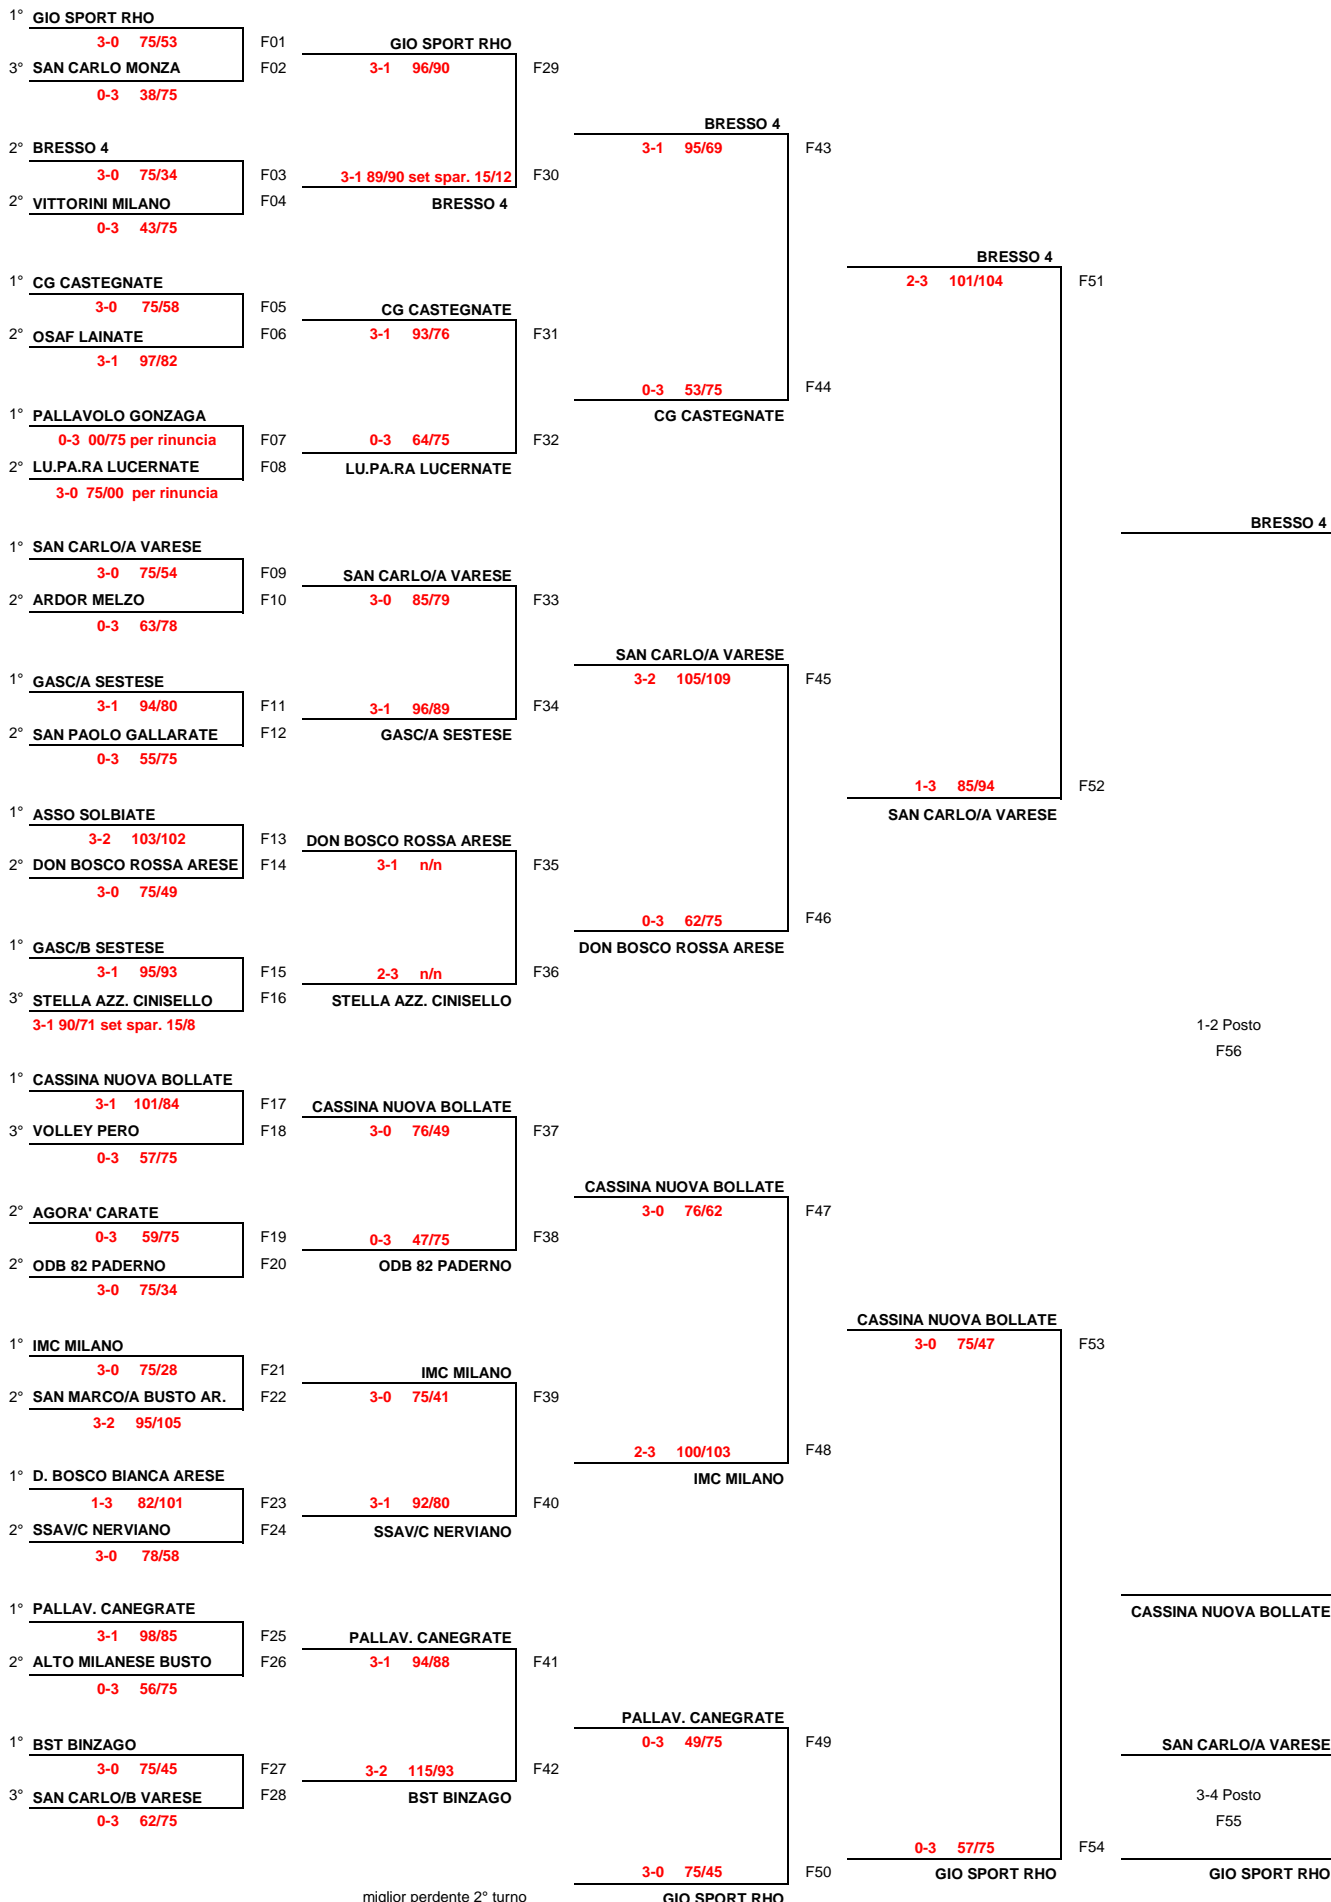 1° GIO SPORT RHO
3-0 75/53 F01
3° SAN CARLO MONZA F02
0-3 38/75
2° BRESSO 4
3-0 75/34 F03
2° VITTORINI MILANO F04
0-3 43/75
1° CG CASTEGNATE
3-0 75/58 F05
2° OSAF LAINATE F06
3-1 97/82
1° PALLAVOLO GONZAGA
0-3 00/75 per rinuncia F07
2° LU.PA.RA LUCERNATE F08
3-0 75/00 per rinuncia
1° SAN CARLO/A VARESE
3-0 75/54 F09
2° ARDOR MELZO F10
0-3 63/78
1° GASC/A SESTESE
3-1 94/80 F11
2° SAN PAOLO GALLARATE F12
0-3 55/75
1° ASSO SOLBIATE
3-2 103/102 F13
2° DON BOSCO ROSSA ARESE F14
3-0 75/49
1° GASC/B SESTESE
3-1 95/93 F15
3° STELLA AZZ. CINISELLO F16
3-1 90/71 set spar. 15/8
1° CASSINA NUOVA BOLLATE
3-1 101/84 F17
3° VOLLEY PERO F18
0-3 57/75
2° AGORA' CARATE
0-3 59/75 F19
2° ODB 82 PADERNO F20
3-0 75/34
1° IMC MILANO
3-0 75/28 F21
2° SAN MARCO/A BUSTO AR. F22
3-2 95/105
1° D. BOSCO BIANCA ARESE
1-3 82/101 F23
2° SSAV/C NERVIANO F24
3-0 78/58
1° PALLAV. CANEGRATE
3-1 98/85 F25
2° ALTO MILANESE BUSTO F26
0-3 56/75
1° BST BINZAGO
3-0 75/45 F27
3° SAN CARLO/B VARESE F28
0-3 62/75
GIO SPORT RHO
3-1 96/90 F29
3-1 89/90 set spar. 15/12 F30
BRESSO 4
CG CASTEGNATE
3-1 93/76 F31
0-3 64/75 F32
LU.PA.RA LUCERNATE
SAN CARLO/A VARESE
3-0 85/79 F33
3-1 96/89 F34
GASC/A SESTESE
DON BOSCO ROSSA ARESE
3-1 n/n F35
2-3 n/n F36
STELLA AZZ. CINISELLO
CASSINA NUOVA BOLLATE
3-0 76/49 F37
0-3 47/75 F38
ODB 82 PADERNO
IMC MILANO
3-0 75/41 F39
3-1 92/80 F40
SSAV/C NERVIANO
PALLAV. CANEGRATE
3-1 94/88 F41
3-2 115/93 F42
BST BINZAGO
miglior perdente 2° turno
BRESSO 4
3-1 95/69 F43
0-3 53/75 F44
CG CASTEGNATE
SAN CARLO/A VARESE
3-2 105/109 F45
0-3 62/75 F46
DON BOSCO ROSSA ARESE
CASSINA NUOVA BOLLATE
3-0 76/62 F47
2-3 100/103 F48
IMC MILANO
PALLAV. CANEGRATE
0-3 49/75 F49
3-0 75/45 F50
GIO SPORT RHO
BRESSO 4
2-3 101/104 F51
1-3 85/94 F52
SAN CARLO/A VARESE
CASSINA NUOVA BOLLATE
3-0 75/47 F53
0-3 57/75 F54
GIO SPORT RHO
BRESSO 4
1-2 Posto
F56
CASSINA NUOVA BOLLATE
SAN CARLO/A VARESE
3-4 Posto
F55
GIO SPORT RHO